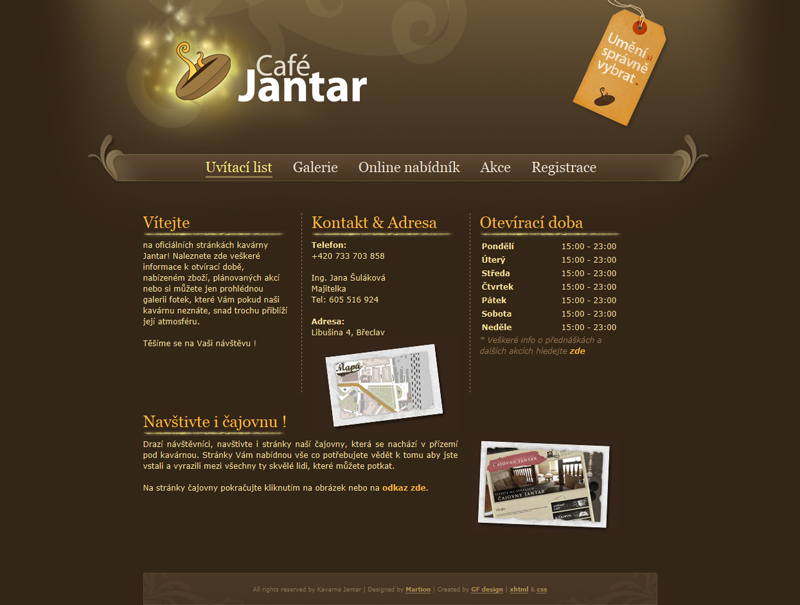 Café
Jantar
Umění si
správně
vybrat.
Uvítací list
Galerie
Online nabídník
Akce
Registrace
Vítejte
na oficiálních stránkách kavárny
Jantar! Naleznete zde veškeré
informace k otvírací době,
nabízeném zboží, plánovaných akcí
nebo si můžete jen prohlédnou
galerii fotek, které Vám pokud naši
kavárnu neznáte, snad trochu přiblíží
její atmosféru.
Těšíme se na Vaši návštěvu !
Kontakt & Adresa
Telefon:
+420 733 703 858
Ing. Jana Šuláková
Majitelka
Tel: 605 516 924
Adresa:
Libušina 4, Břeclav
Mapa
Otevírací doba
Pondělí 15:00 - 23:00
Úterý 15:00 - 23:00
Středa 15:00 - 23:00
Čtvrtek 15:00 - 23:00
Pátek 15:00 - 23:00
Sobota 15:00 - 23:00
Neděle 15:00 - 23:00
* Veškeré info o přednáškách a
dalších akcích hledejte zde
Navštivte i čajovnu !
Drazí návštěvníci, navštivte i stránky naší čajovny, která se nachází v přízemí
pod kavárnou. Stránky Vám nabídnou vše co potřebujete vědět k tomu aby jste
vstali a vyrazili mezi všechny ty skvělé lidi, které můžete potkat.
Na stránky čajovny pokračujte kliknutím na obrázek nebo na odkaz zde.
Čajovna Jantar
Čajovny Jantar
All rights reserved by Kavarna Jantar | Designed by Martion | Created by GF design | xhtml & css